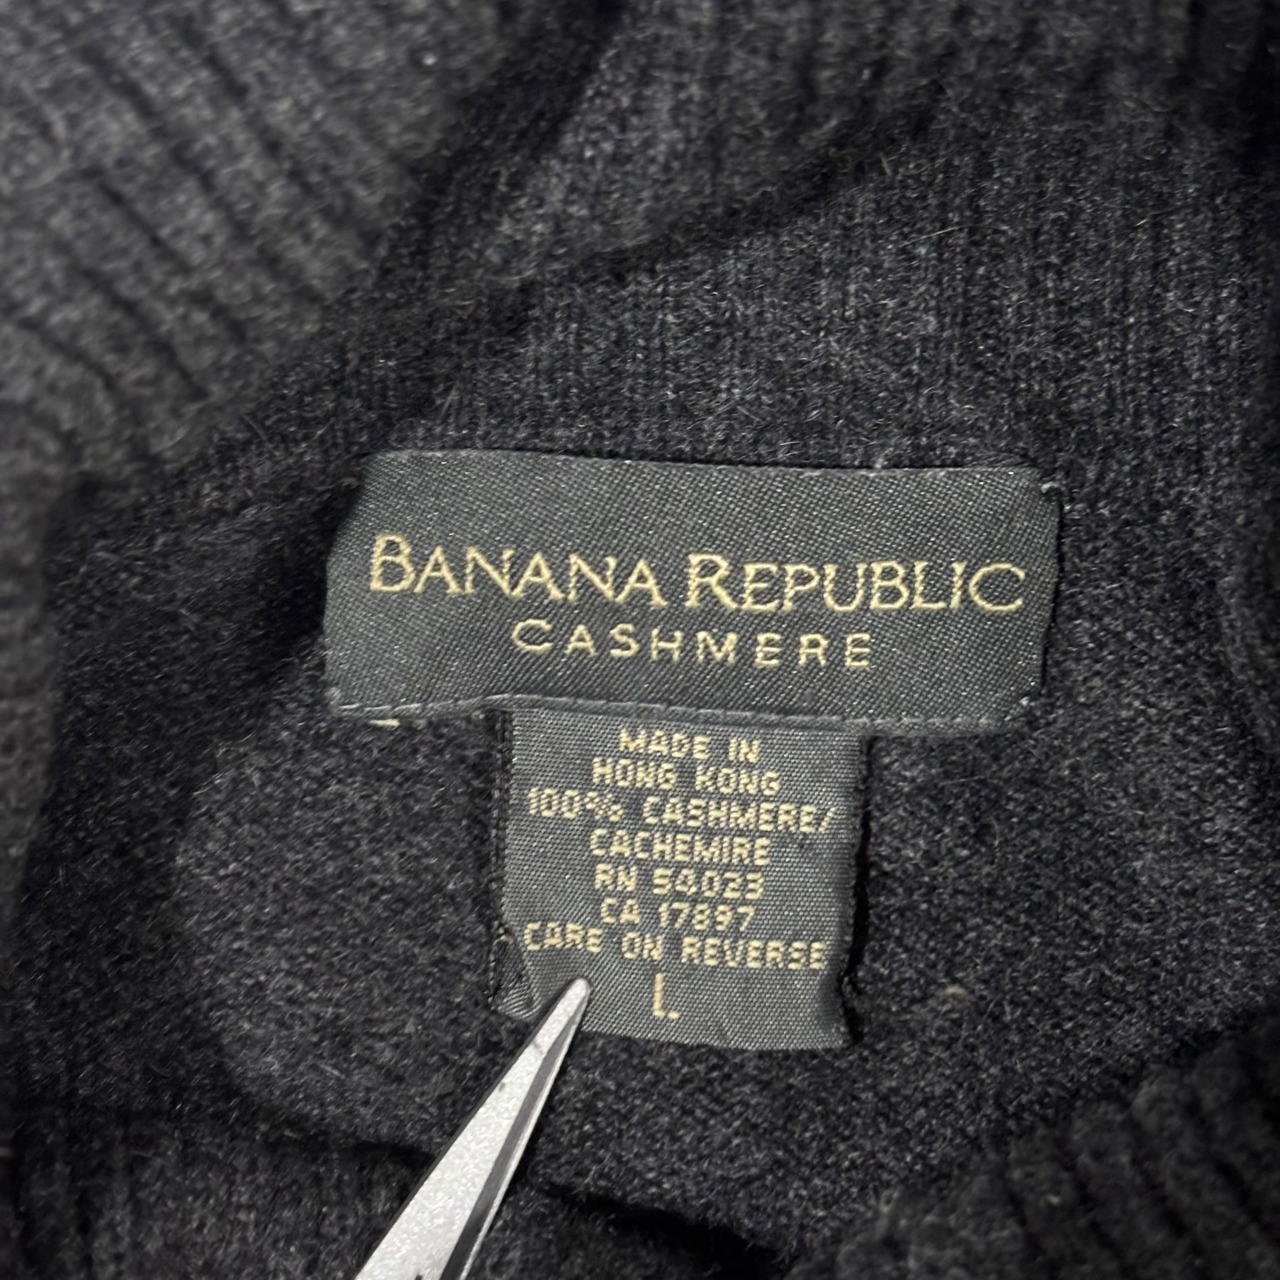 BANANA REPUBLIC
CASHMERE
MADE IN
HONG KONG
100% CASHMERE/
CACHEMIRE
RN 54023
CA 17897
CARE ON REVERSE
L